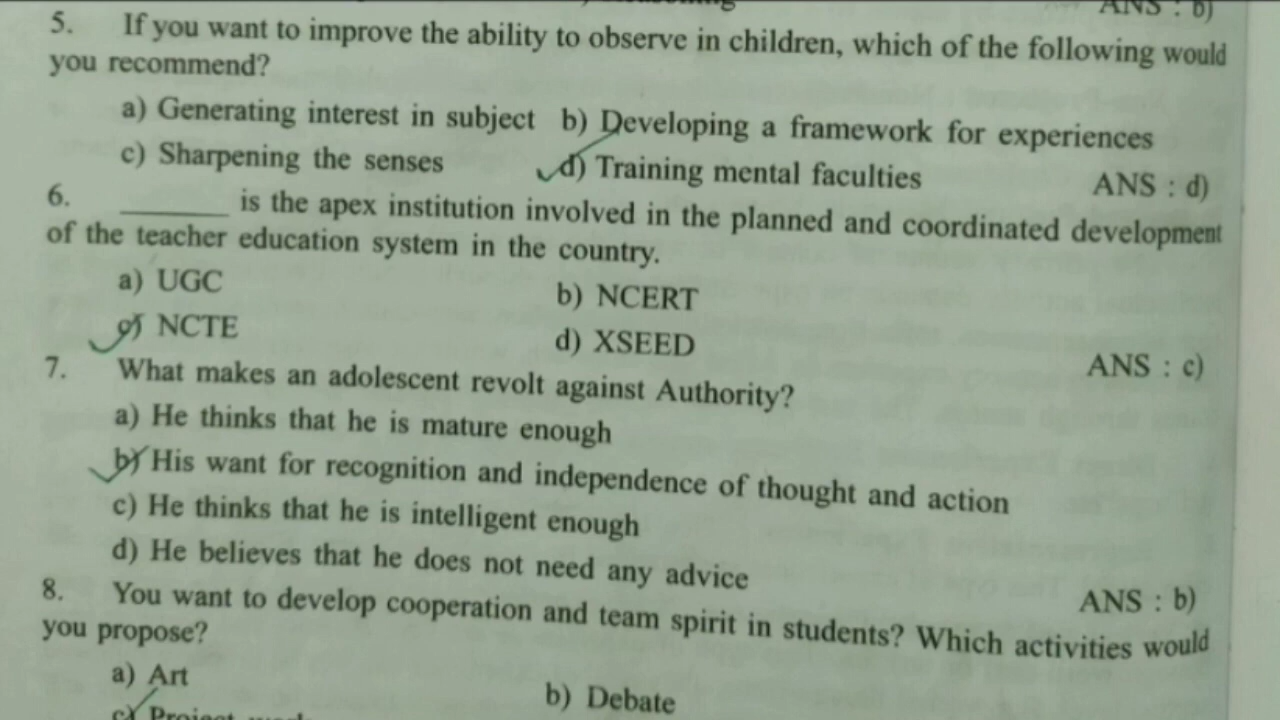 ANS : b)
5. If you want to improve the ability to observe in children, which of the following would
you recommend?
a) Generating interest in subject b) Developing a framework for experiences
c) Sharpening the senses d) Training mental faculties ANS : d)
6. ________ is the apex institution involved in the planned and coordinated development
of the teacher education system in the country.
a) UGC b) NCERT
c) NCTE d) XSEED ANS : c)
7. What makes an adolescent revolt against Authority?
a) He thinks that he is mature enough
b) His want for recognition and independence of thought and action
c) He thinks that he is intelligent enough
d) He believes that he does not need any advice ANS : b)
8. You want to develop cooperation and team spirit in students? Which activities would
you propose?
a) Art b) Debate
c) Project work